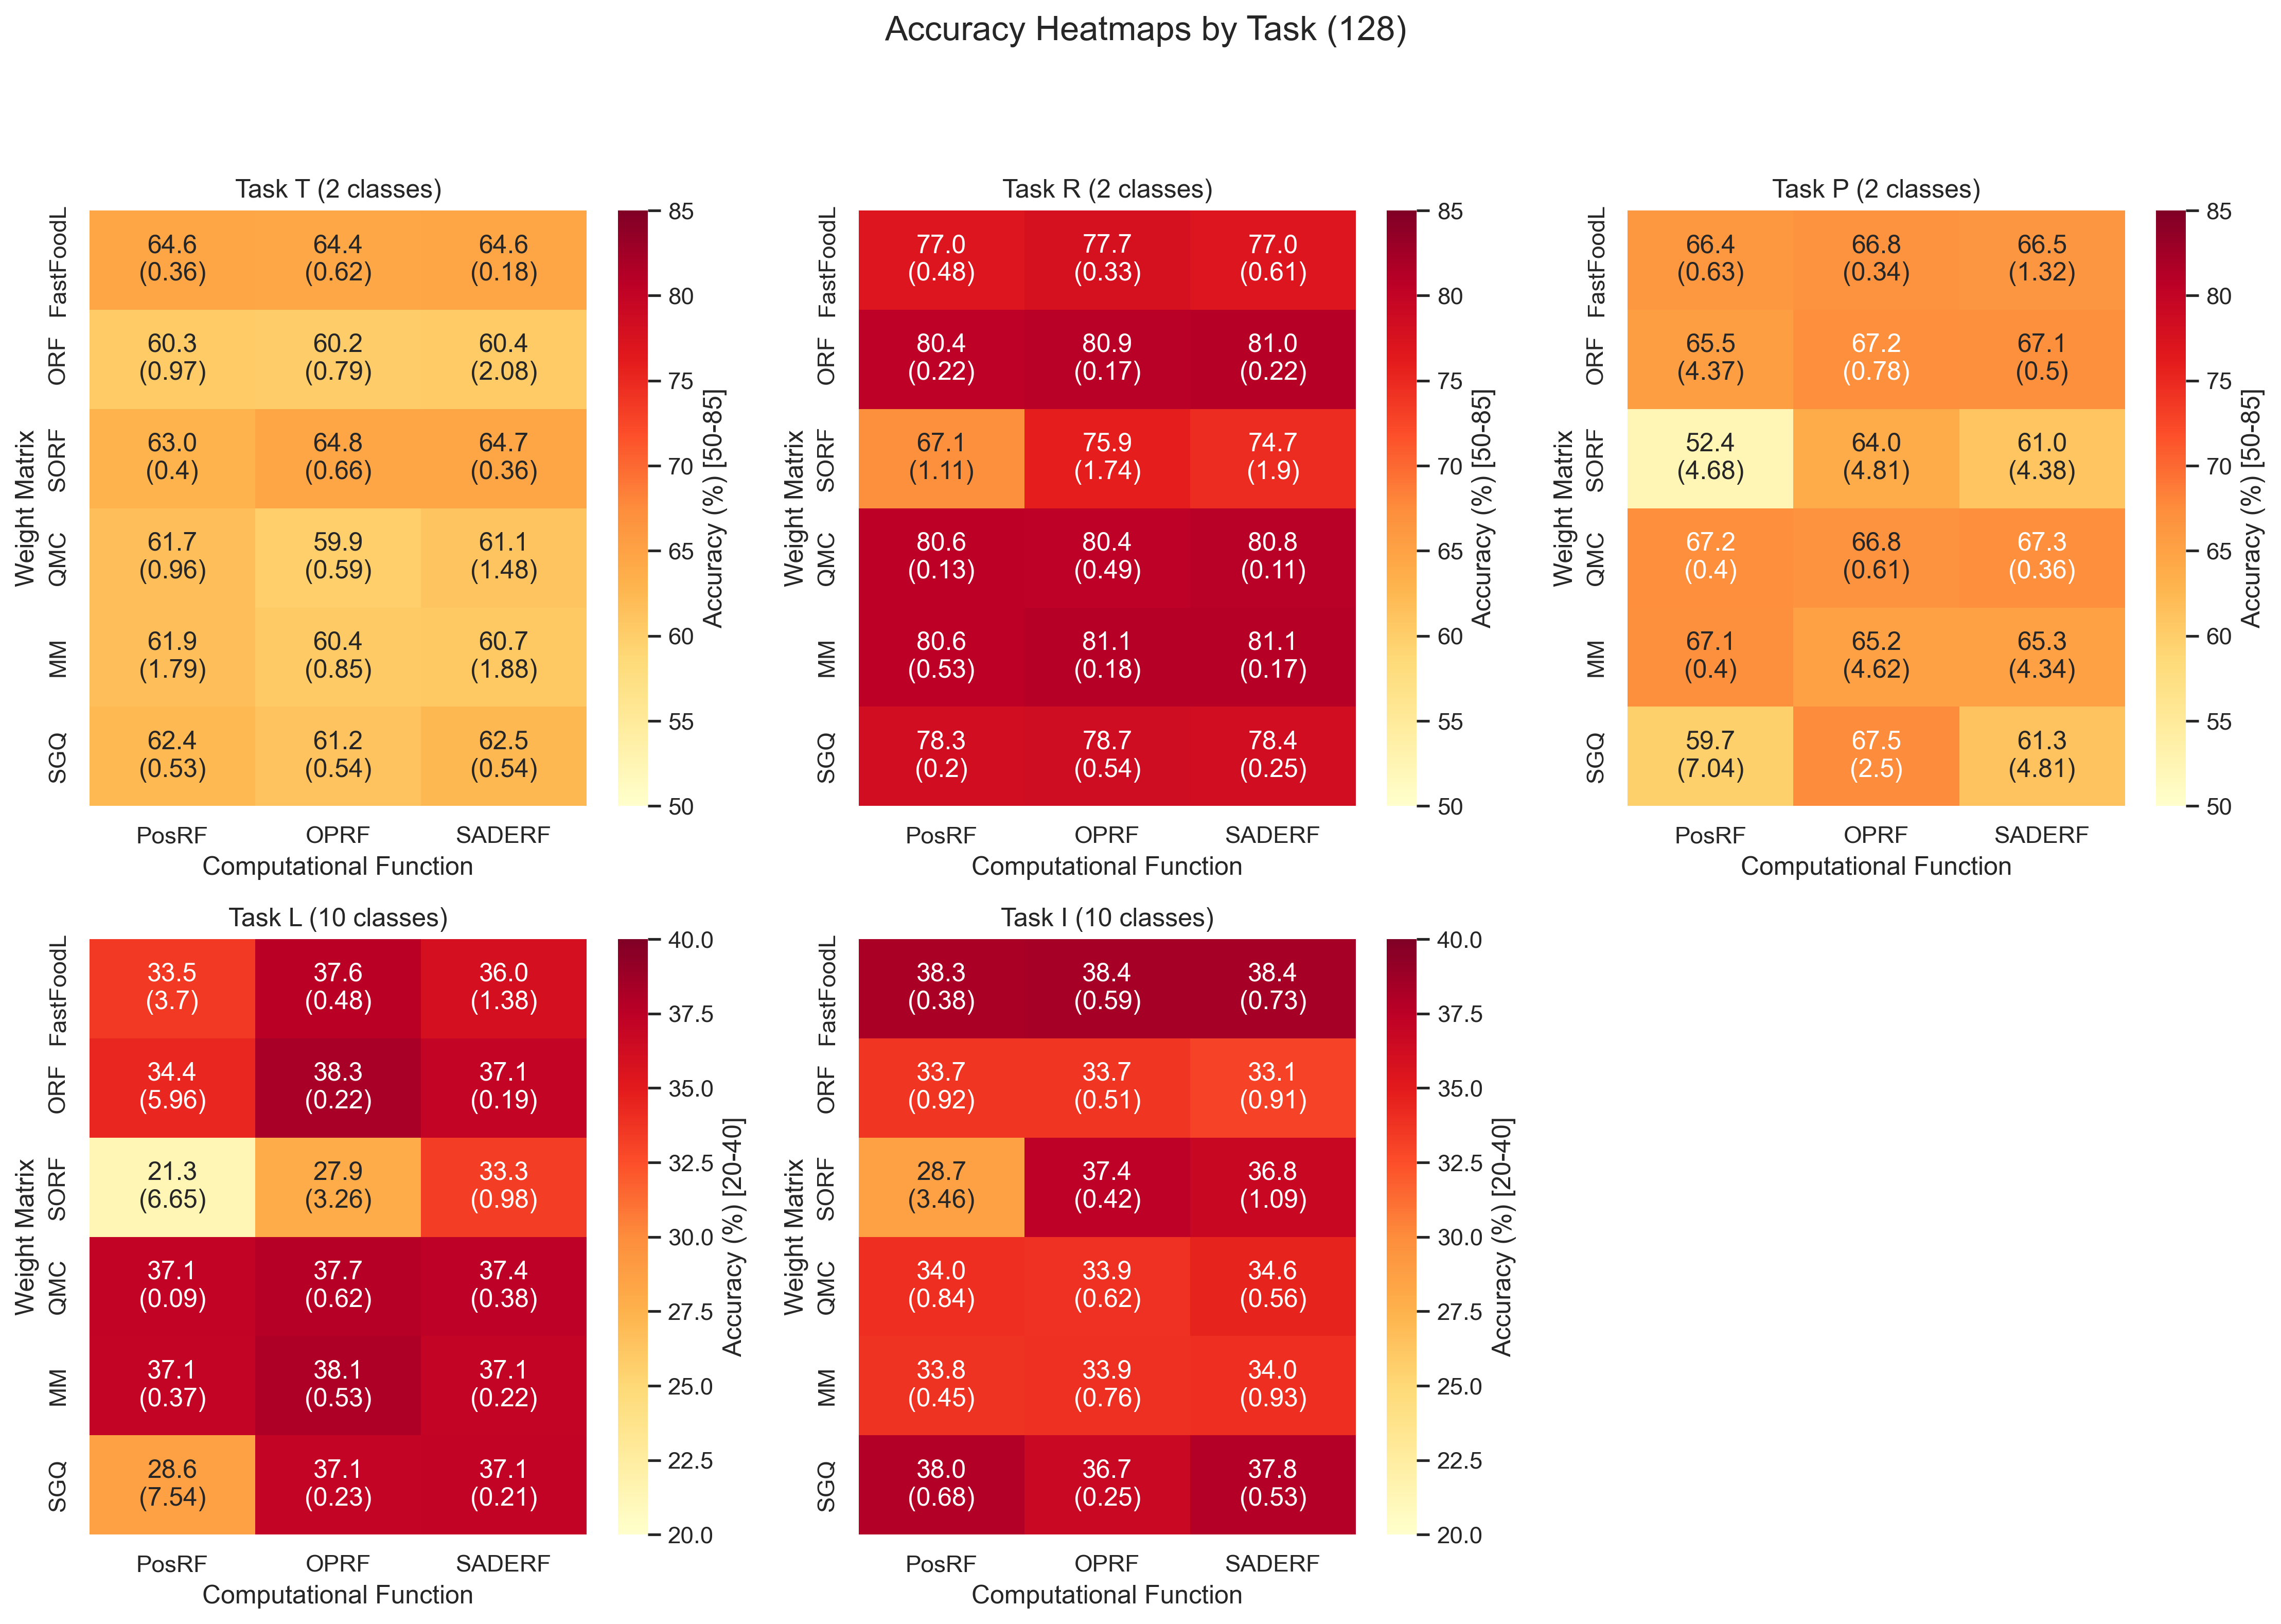 Accuracy Heatmaps by Task (128)
Task T (2 classes)
Weight Matrix
FastFoodL
64.6 64.4 64.6
(0.36) (0.62) (0.18)
ORF
60.3 60.2 60.4
(0.97) (0.79) (2.08)
SORF
63.0 64.8 64.7
(0.4) (0.66) (0.36)
QMC
61.7 59.9 61.1
(0.96) (0.59) (1.48)
MM
61.9 60.4 60.7
(1.79) (0.85) (1.88)
SGQ
62.4 61.2 62.5
(0.53) (0.54) (0.54)
PosRF OPRF SADERF
Computational Function
85
80
75
70
65
60
55
50
Accuracy (%) [50-85]
Task R (2 classes)
Weight Matrix
FastFoodL
77.0 77.7 77.0
(0.48) (0.33) (0.61)
ORF
80.4 80.9 81.0
(0.22) (0.17) (0.22)
SORF
67.1 75.9 74.7
(1.11) (1.74) (1.9)
QMC
80.6 80.4 80.8
(0.13) (0.49) (0.11)
MM
80.6 81.1 81.1
(0.53) (0.18) (0.17)
SGQ
78.3 78.7 78.4
(0.2) (0.54) (0.25)
PosRF OPRF SADERF
Computational Function
85
80
75
70
65
60
55
50
Accuracy (%) [50-85]
Task P (2 classes)
Weight Matrix
FastFoodL
66.4 66.8 66.5
(0.63) (0.34) (1.32)
ORF
65.5 67.2 67.1
(4.37) (0.78) (0.5)
SORF
52.4 64.0 61.0
(4.68) (4.81) (4.38)
QMC
67.2 66.8 67.3
(0.4) (0.61) (0.36)
MM
67.1 65.2 65.3
(0.4) (4.62) (4.34)
SGQ
59.7 67.5 61.3
(7.04) (2.5) (4.81)
PosRF OPRF SADERF
Computational Function
85
80
75
70
65
60
55
50
Accuracy (%) [50-85]
Task L (10 classes)
Weight Matrix
FastFoodL
33.5 37.6 36.0
(3.7) (0.48) (1.38)
ORF
34.4 38.3 37.1
(5.96) (0.22) (0.19)
SORF
21.3 27.9 33.3
(6.65) (3.26) (0.98)
QMC
37.1 37.7 37.4
(0.09) (0.62) (0.38)
MM
37.1 38.1 37.1
(0.37) (0.53) (0.22)
SGQ
28.6 37.1 37.1
(7.54) (0.23) (0.21)
PosRF OPRF SADERF
Computational Function
40.0
37.5
35.0
32.5
30.0
27.5
25.0
22.5
20.0
Accuracy (%) [20-40]
Task I (10 classes)
Weight Matrix
FastFoodL
38.3 38.4 38.4
(0.38) (0.59) (0.73)
ORF
33.7 33.7 33.1
(0.92) (0.51) (0.91)
SORF
28.7 37.4 36.8
(3.46) (0.42) (1.09)
QMC
34.0 33.9 34.6
(0.84) (0.62) (0.56)
MM
33.8 33.9 34.0
(0.45) (0.76) (0.93)
SGQ
38.0 36.7 37.8
(0.68) (0.25) (0.53)
PosRF OPRF SADERF
Computational Function
40.0
37.5
35.0
32.5
30.0
27.5
25.0
22.5
20.0
Accuracy (%) [20-40]